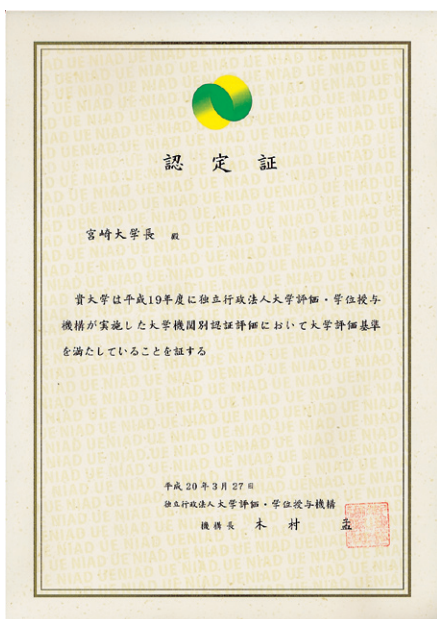 認定証
宮崎大学長 殿
貴大学は平成19年度に独立行政法人大学評価・学位授与
機構が実施した大学機関別認証評価において大学評価基準
を満たしていることを証する
平成20年3月27日
独立行政法人大学評価・学位授与機構
機構長 木村 孟